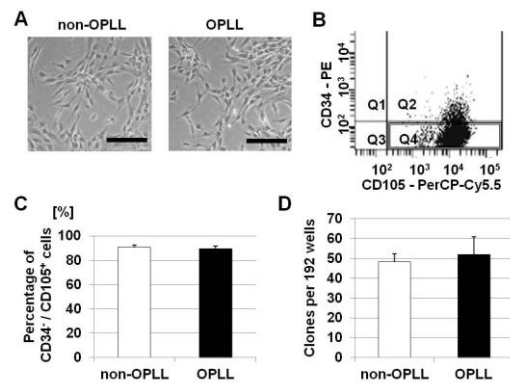 A
non-OPLL
OPLL
B
CD34 - PE
10⁴
10³
10²
Q1
Q2
Q3
Q4
10² 10³ 10⁴ 10⁵
CD105 - PerCP-Cy5.5
C
[%]
Percentage of
CD34⁻ / CD105⁺ cells
100
80
60
40
20
0
non-OPLL
OPLL
D
Clones per 192 wells
70
60
50
40
30
20
10
0
non-OPLL
OPLL